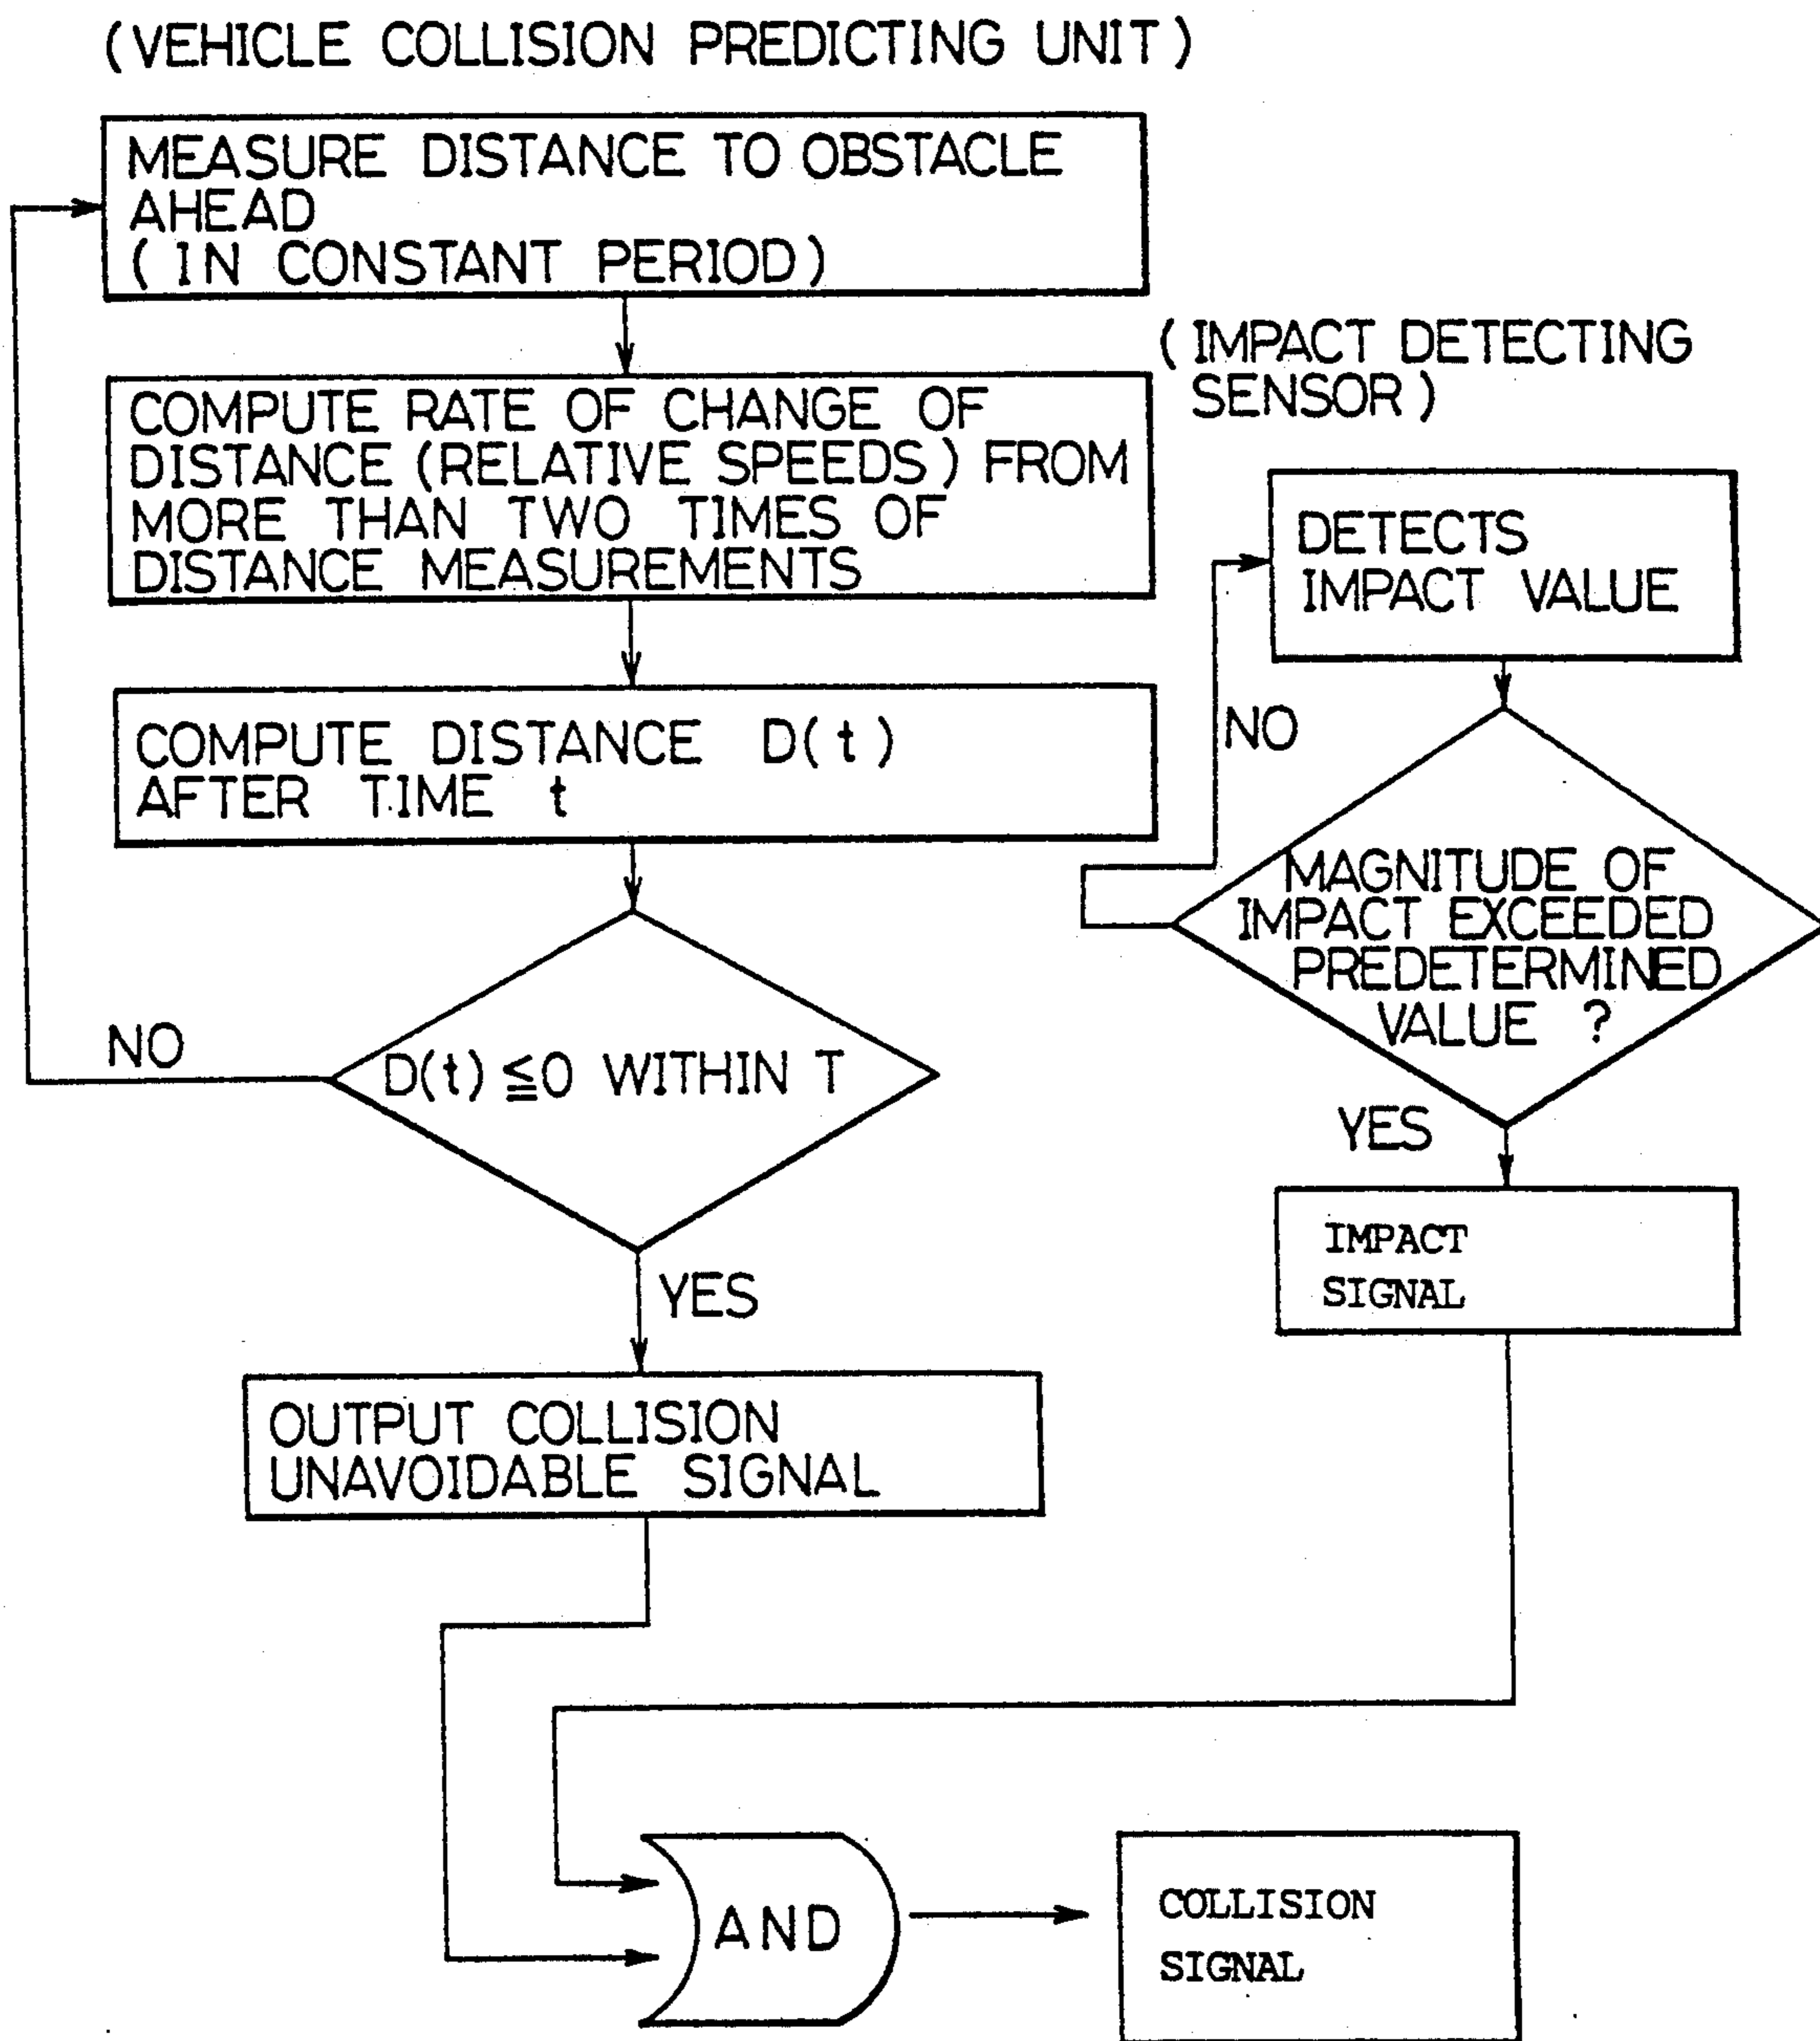 (VEHICLE COLLISION PREDICTING UNIT)
MEASURE DISTANCE TO OBSTACLE
AHEAD
(IN CONSTANT PERIOD)
COMPUTE RATE OF CHANGE OF
DISTANCE (RELATIVE SPEEDS) FROM
MORE THAN TWO TIMES OF
DISTANCE MEASUREMENTS
COMPUTE DISTANCE D(t)
AFTER TIME t
D(t) ≦0 WITHIN T
NO
YES
OUTPUT COLLISION
UNAVOIDABLE SIGNAL
(IMPACT DETECTING
SENSOR)
DETECTS
IMPACT VALUE
NO
MAGNITUDE OF
IMPACT EXCEEDED
PREDETERMINED
VALUE ?
YES
IMPACT
SIGNAL
AND
COLLISION
SIGNAL